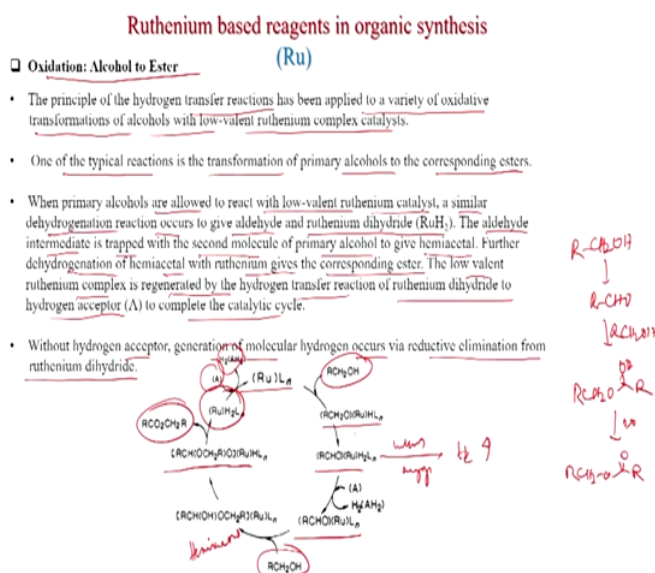 Ruthenium based reagents in organic synthesis
(Ru)
❑ Oxidation: Alcohol to Ester
• The principle of the hydrogen transfer reactions has been applied to a variety of oxidative
transformations of alcohols with low-valent ruthenium complex catalysts.
• One of the typical reactions is the transformation of primary alcohols to the corresponding esters.
• When primary alcohols are allowed to react with low-valent ruthenium catalyst, a similar
dehydrogenation reaction occurs to give aldehyde and ruthenium dihydride (RuH₂). The aldehyde
intermediate is trapped with the second molecule of primary alcohol to give hemiacetal. Further
dehydrogenation of hemiacetal with ruthenium gives the corresponding ester. The low valent
ruthenium complex is regenerated by the hydrogen transfer reaction of ruthenium dihydride to
hydrogen acceptor (A) to complete the catalytic cycle.
R-CH2OH
R-CHO
RCH2OH
• Without hydrogen acceptor, generation of molecular hydrogen occurs via reductive elimination from
ruthenium dihydride.
(A)
(Ru)Lₙ
RCH₂OH
RCH2O R
(Ru)H₂Lₙ
RCO₂CH₂R
(RCH₂O)(Ru)HLₙ
[RCH(OCH₂R)O](Ru)HLₙ
(RCHO)(Ru)H₂Lₙ
H2
O
RCH2-O R
(A)
H₂(AH₂)
[RCH(OH)OCH₂R](Ru)Lₙ
(RCHO)(Ru)Lₙ
RCH₂OH